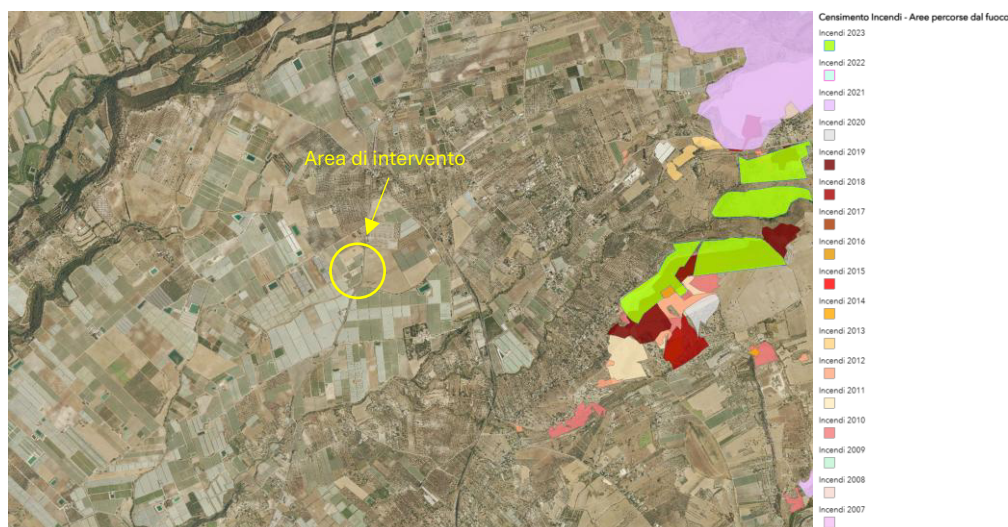 Censimento Incendi - Aree percorse dal fuoco
Incendi 2023
Incendi 2022
Incendi 2021
Incendi 2020
Incendi 2019
Incendi 2018
Incendi 2017
Incendi 2016
Incendi 2015
Incendi 2014
Incendi 2013
Incendi 2012
Incendi 2011
Incendi 2010
Incendi 2009
Incendi 2008
Incendi 2007
Area di intervento